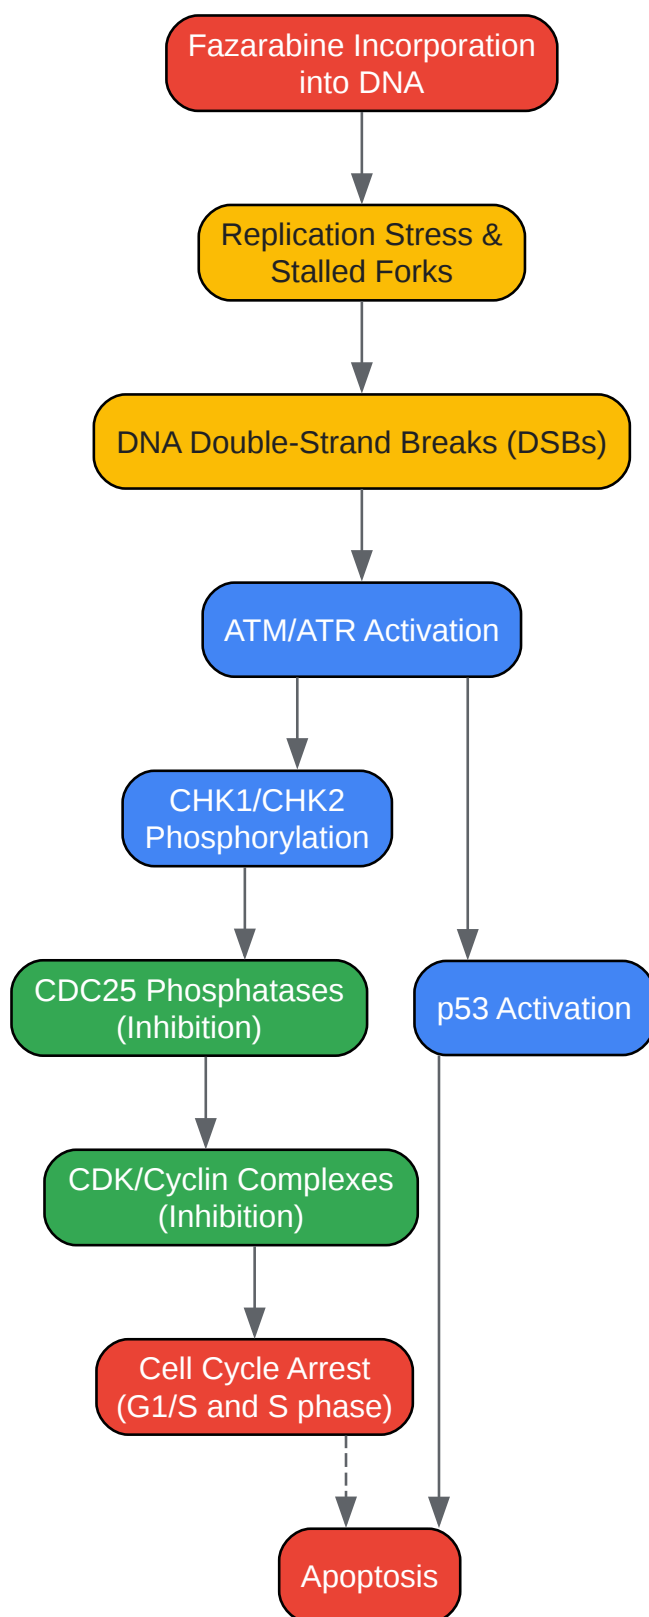 Fazarabine Incorporation
into DNA
Replication Stress &
Stalled Forks
DNA Double-Strand Breaks (DSBs)
ATM/ATR Activation
CHK1/CHK2
Phosphorylation
CDC25 Phosphatases
(Inhibition)
p53 Activation
CDK/Cyclin Complexes
(Inhibition)
Cell Cycle Arrest
(G1/S and S phase)
Apoptosis